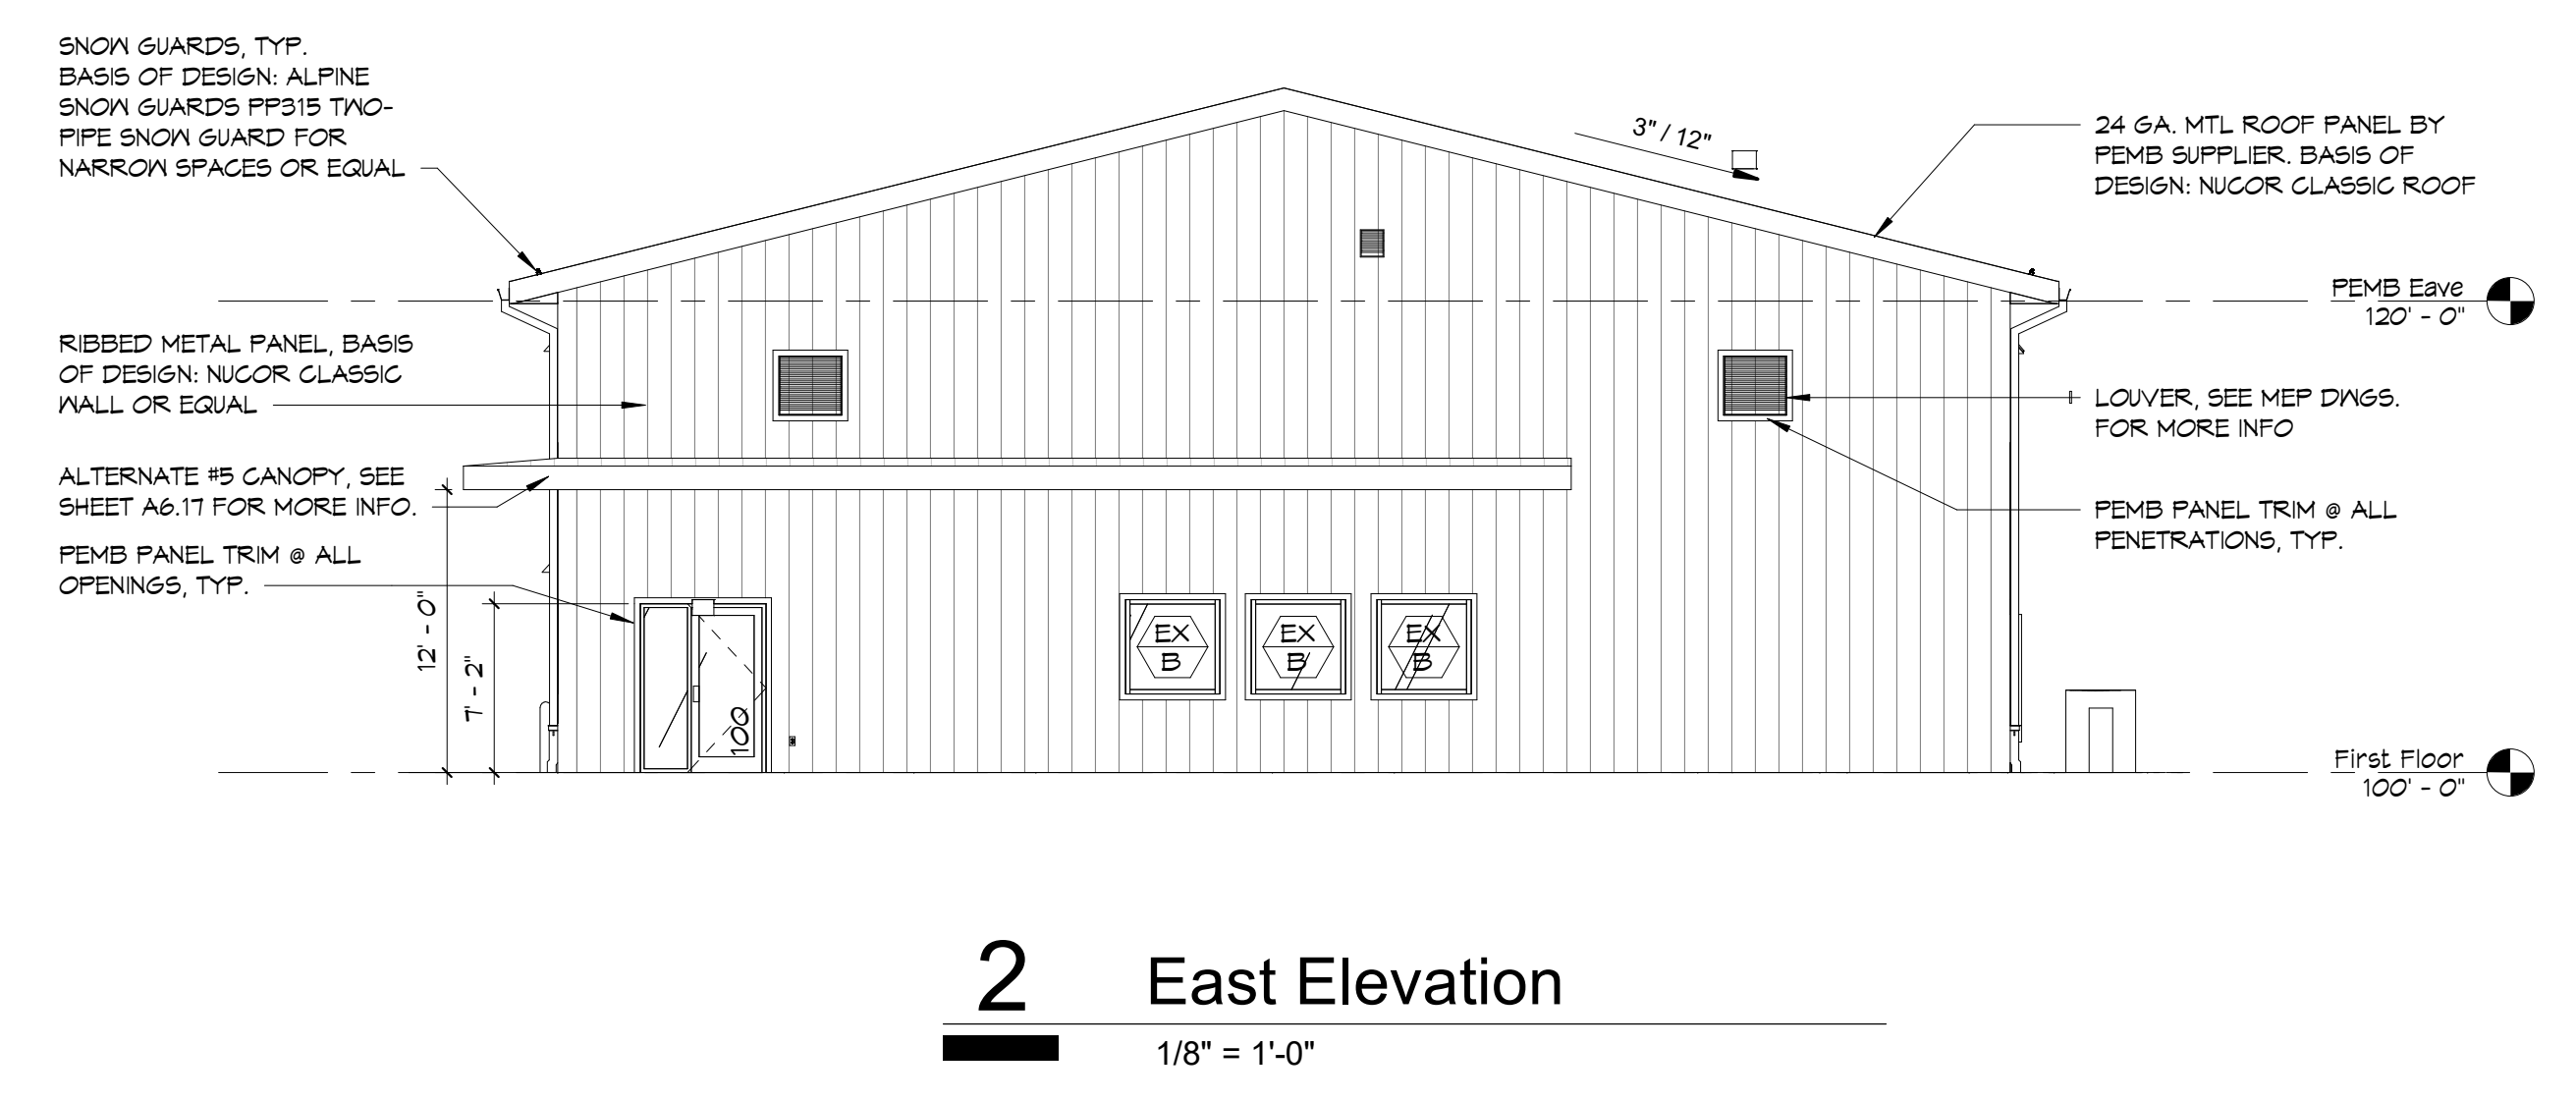 SNOW GUARDS, TYP.
BASIS OF DESIGN: ALPINE
SNOW GUARDS PP315 TWO-
PIPE SNOW GUARD FOR
NARROW SPACES OR EQUAL
3" / 12"
24 GA. MTL ROOF PANEL BY
PEMB SUPPLIER. BASIS OF
DESIGN: NUCOR CLASSIC ROOF
PEMB Eave
120' - 0"
RIBBED METAL PANEL, BASIS
OF DESIGN: NUCOR CLASSIC
WALL OR EQUAL
LOUVER, SEE MEP DWGS.
FOR MORE INFO
ALTERNATE #5 CANOPY, SEE
SHEET A6.17 FOR MORE INFO.
PEMB PANEL TRIM @ ALL
PENETRATIONS, TYP.
PEMB PANEL TRIM @ ALL
OPENINGS, TYP.
12' - 0"
7' - 2"
100
EX
B
EX
B
EX
B
First Floor
100' - 0"
2 East Elevation
1/8" = 1'-0"